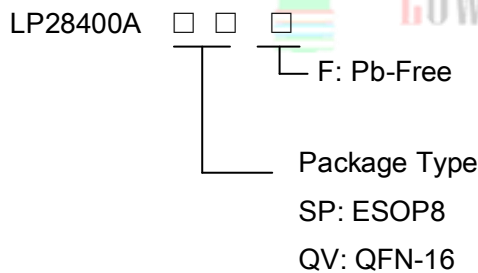 LP28400A □ □ □
F: Pb-Free
Package Type
SP: ESOP8
QV: QFN-16